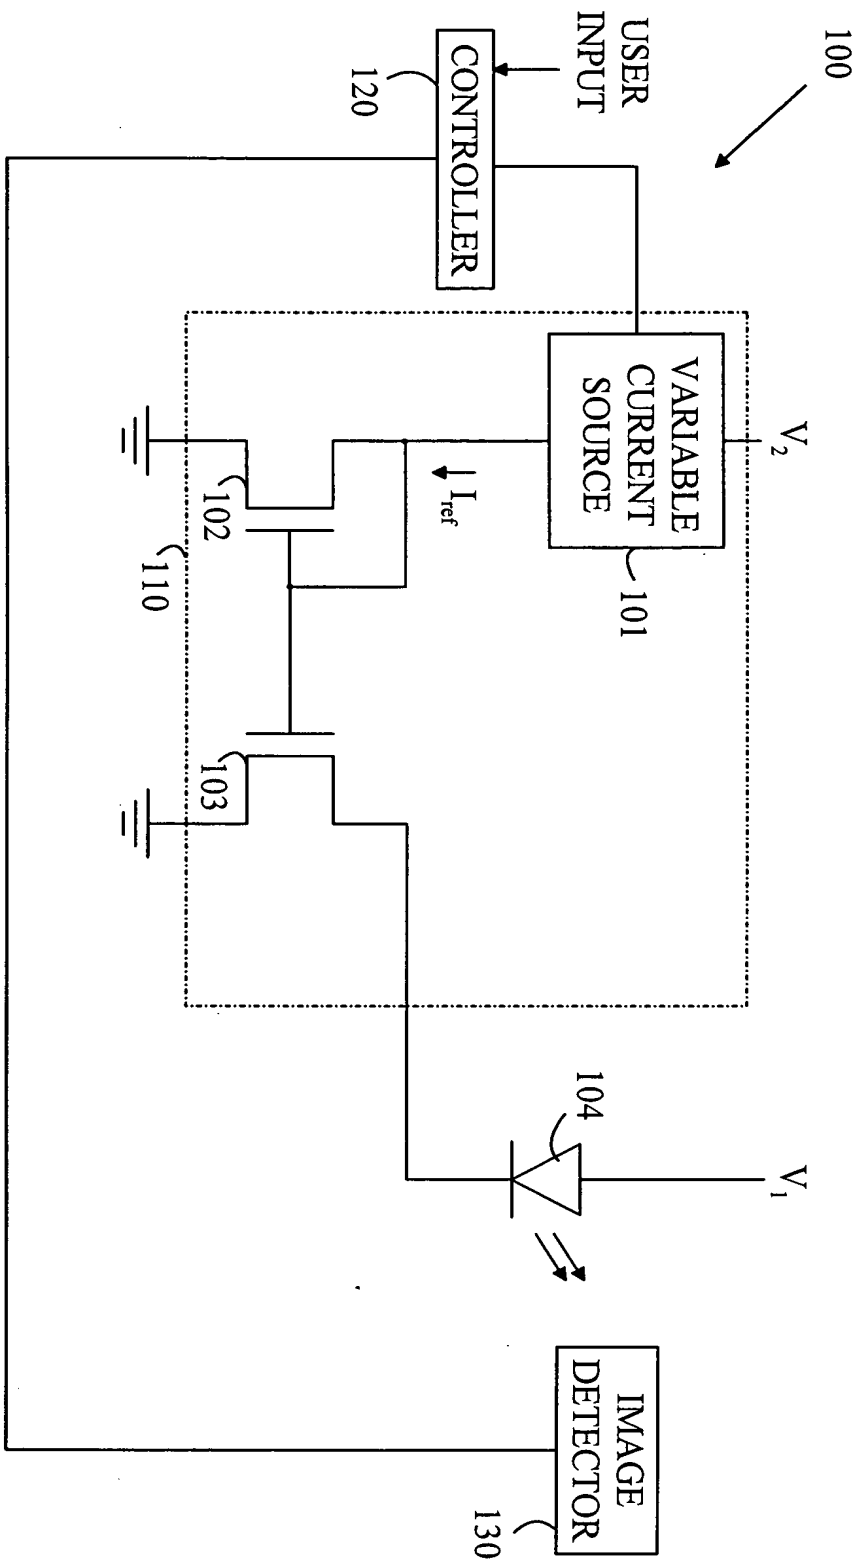 100
V2
V1
VARIABLE
CURRENT
SOURCE
101
USER
INPUT
104
IMAGE
DETECTOR
130
CONTROLLER
120
Iref
102
103
110